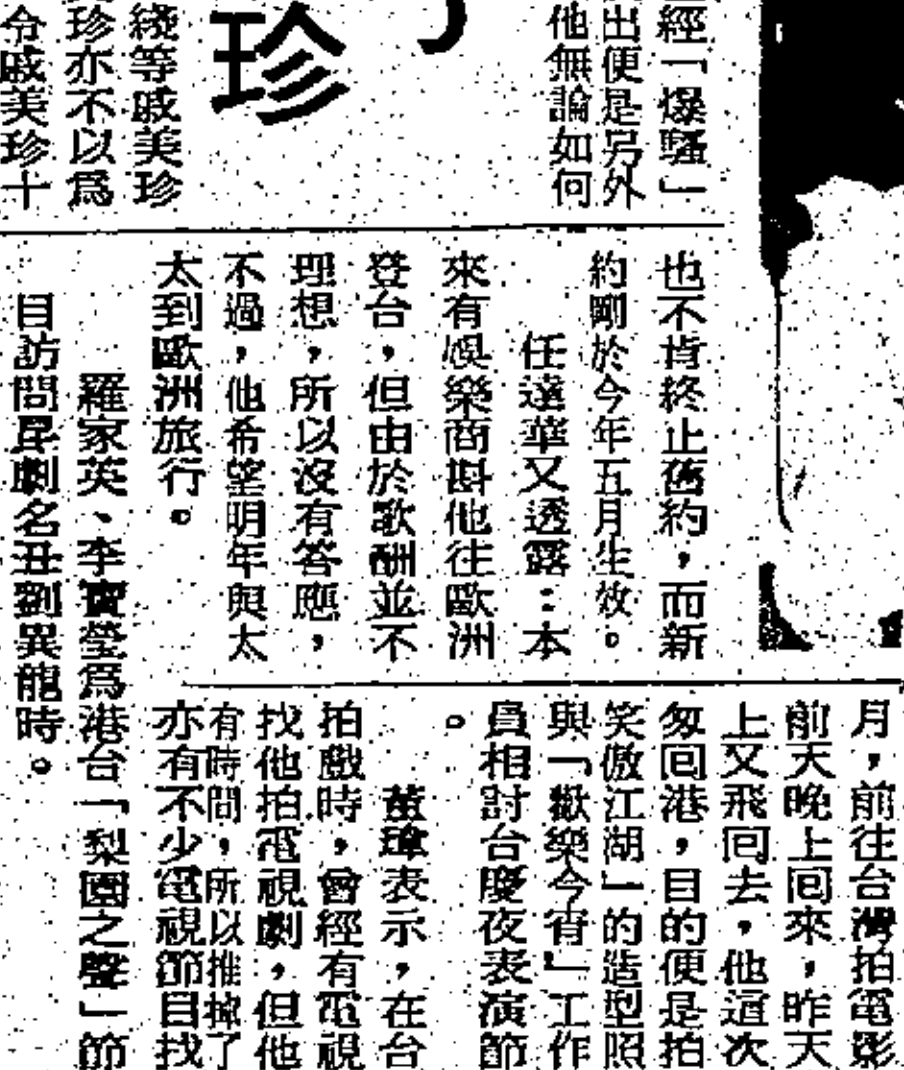 經「爆騷」
出便是另外
他無論如何
珍
了
繞等戚美珍
珍亦不以為
令戚美珍十
也不肯終止舊約，而新
約剛於今年五月生效。
任達華又透露：本
來有娛樂商斟他往歐洲
登台，但由於歌酬並不
理想，所以沒有答應，
不過，他希望明年與太
太到歐洲旅行。
羅家英、李寶瑩為港台「梨園之聲」節
目訪問昆劇名丑劉異龍時。
月，前往台灣拍電影
前天晚上回來，昨天
上又飛回去，他這次
匆回港，目的便是拍
笑傲江湖」的造型照
與「歡樂今宵」工作
員相討台慶夜表演節
。
董瑋表示，在台
拍戲時，曾經有電視
找他拍電視劇，但他
有時間，所以推掉了
亦有不少電視節目找